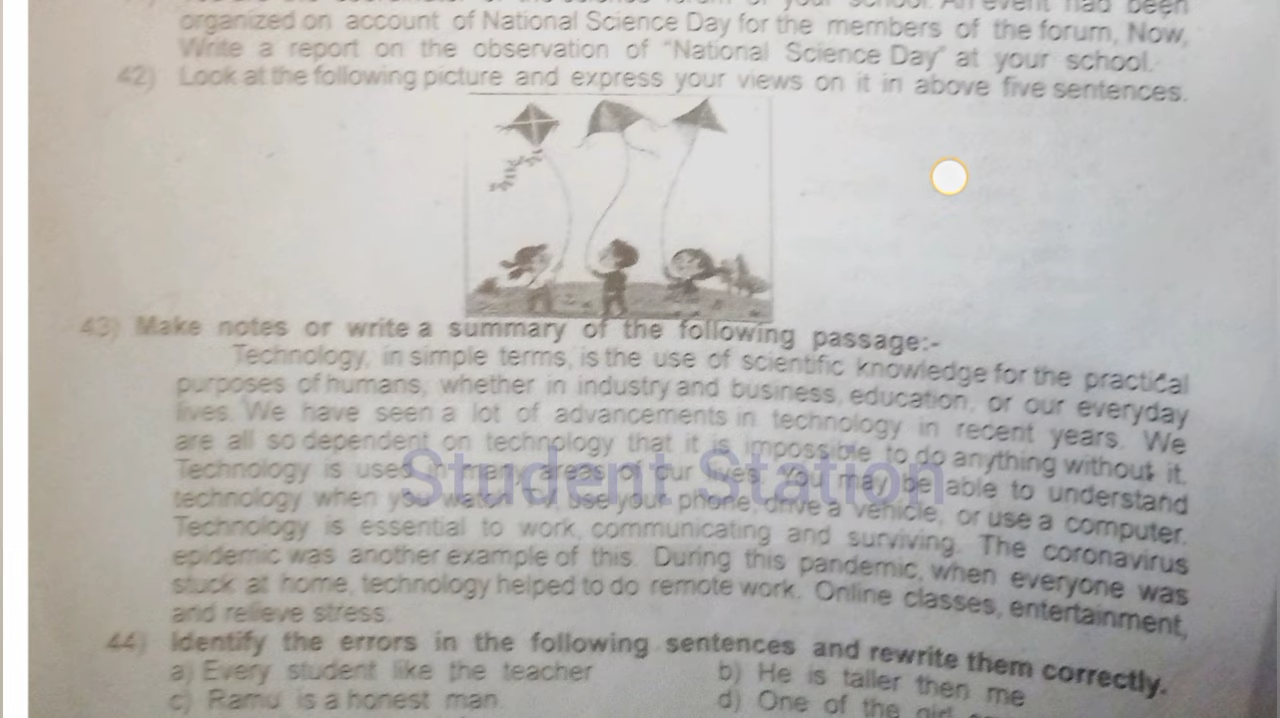 organized on account of National Science Day for the members of the forum, Now,
Write a report on the observation of "National Science Day" at your school.
42) Look at the following picture and express your views on it in above five sentences.
43) Make notes or write a summary of the following passage:-
Technology, in simple terms, is the use of scientific knowledge for the practical
purposes of humans, whether in industry and business, education, or our everyday
lives. We have seen a lot of advancements in technology in recent years. We
are all so dependent on technology that it is impossible to do anything without it.
Technology is used in many areas of our lives. You may be able to understand
technology when you watch TV, use your phone, drive a vehicle, or use a computer.
Technology is essential to work, communicating and surviving. The coronavirus
epidemic was another example of this. During this pandemic, when everyone was
stuck at home, technology helped to do remote work. Online classes, entertainment,
and relieve stress.
Student Station
44) Identify the errors in the following sentences and rewrite them correctly.
a) Every student like the teacher
b) He is taller then me
c) Ramu is a honest man
d) One of the girl